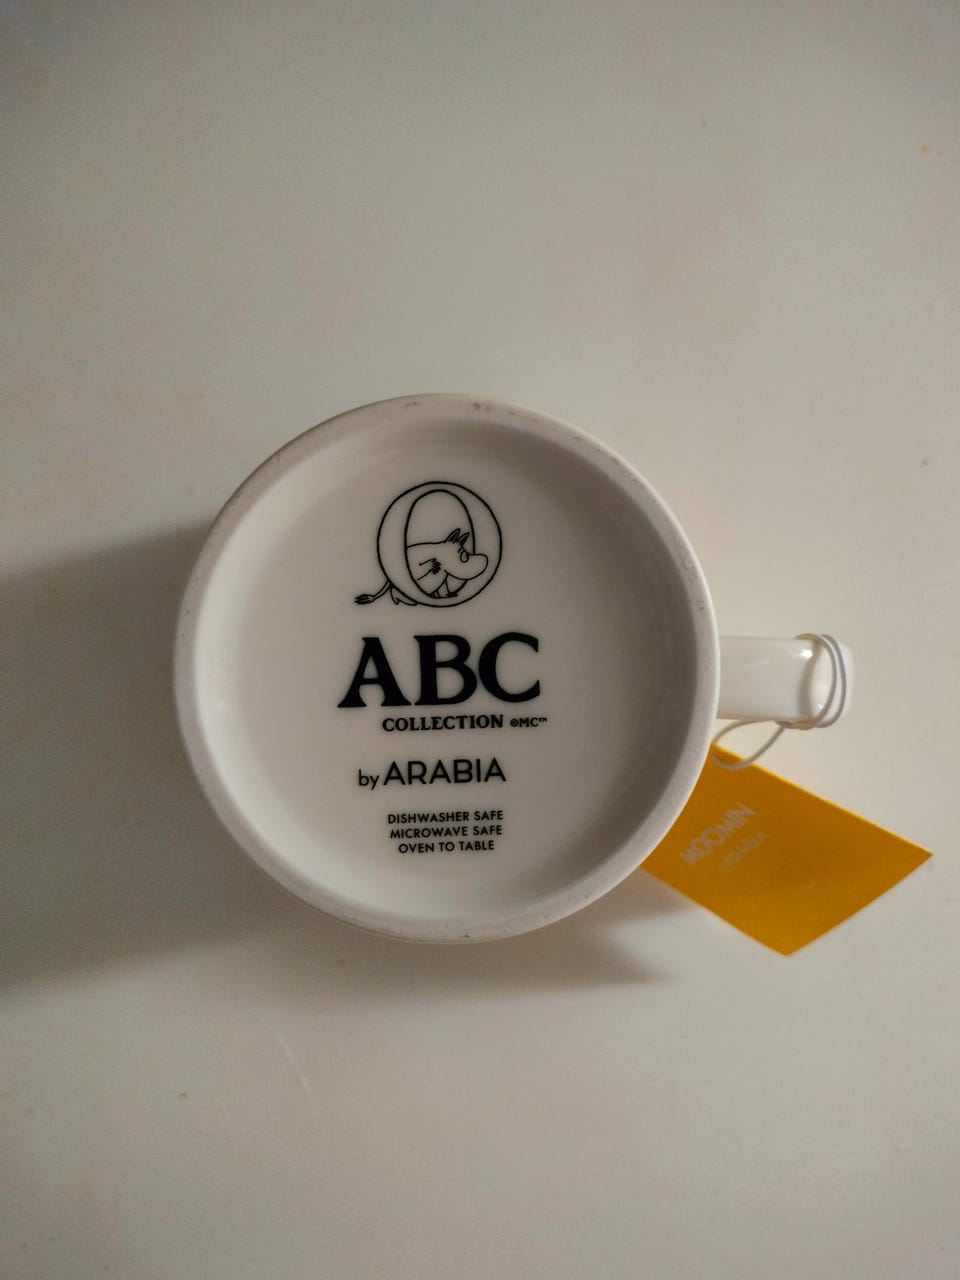 O
ABC
COLLECTION ©MC™
by ARABIA
DISHWASHER SAFE
MICROWAVE SAFE
OVEN TO TABLE
MOOMIN